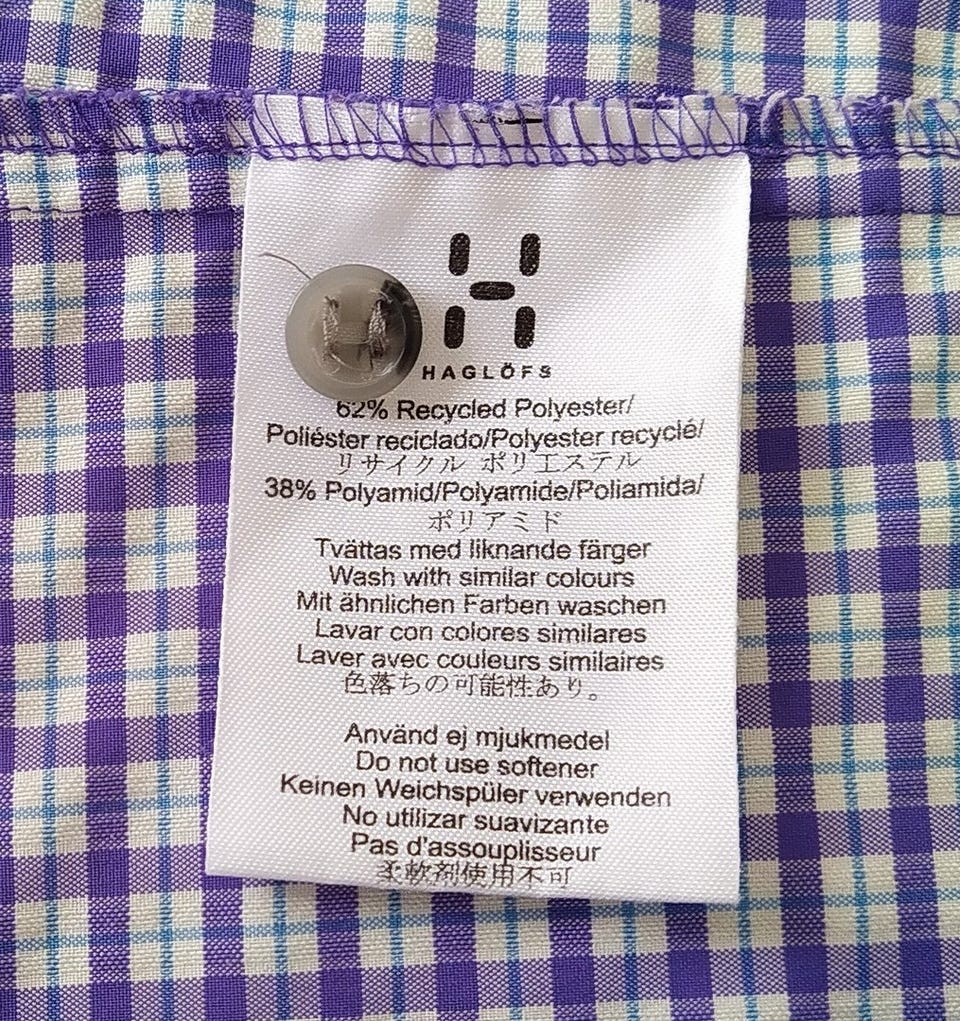 HAGLÖFS
62% Recycled Polyester/
Poliéster reciclado/Polyester recyclé/
リサイクル ポリエステル
38% Polyamid/Polyamide/Poliamida/
ポリアミド
Tvättas med liknande färger
Wash with similar colours
Mit ähnlichen Farben waschen
Lavar con colores similares
Laver avec couleurs similaires
色落ちの可能性あり。
Använd ej mjukmedel
Do not use softener
Keinen Weichspüler verwenden
No utilizar suavizante
Pas d'assouplisseur
柔軟剤使用不可